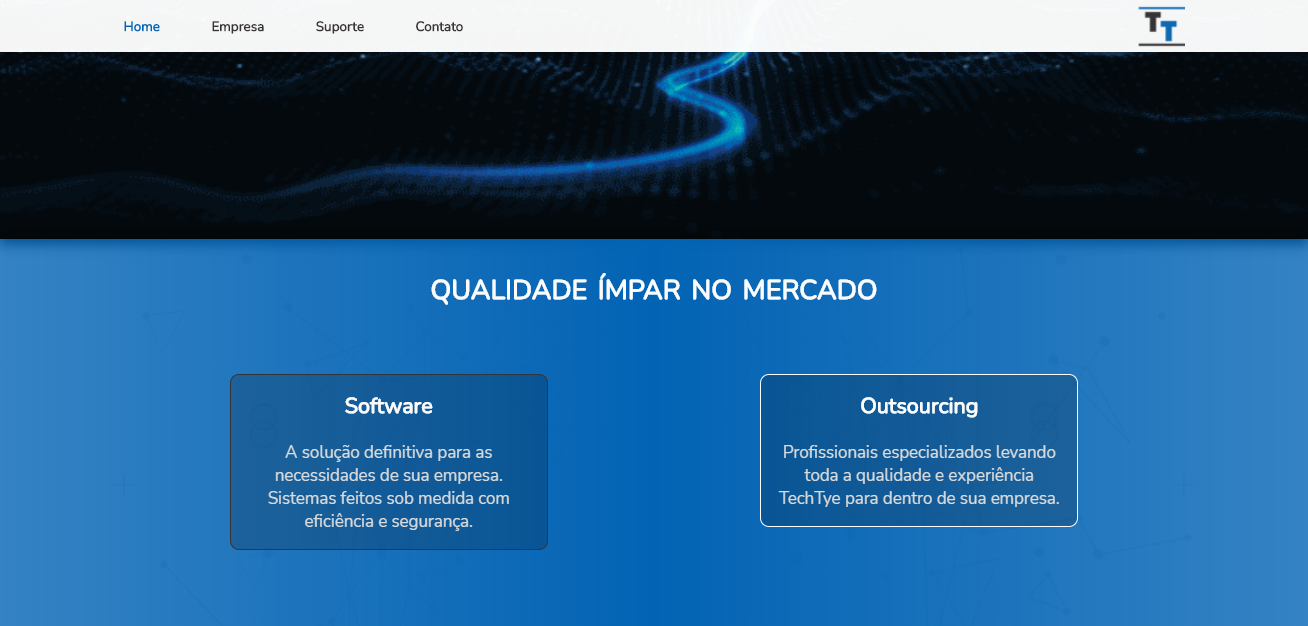 Home Empresa Suporte Contato
TT
QUALIDADE ÍMPAR NO MERCADO
Software
A solução definitiva para as
necessidades de sua empresa.
Sistemas feitos sob medida com
eficiência e segurança.
Outsourcing
Profissionais especializados levando
toda a qualidade e experiência
TechTye para dentro de sua empresa.